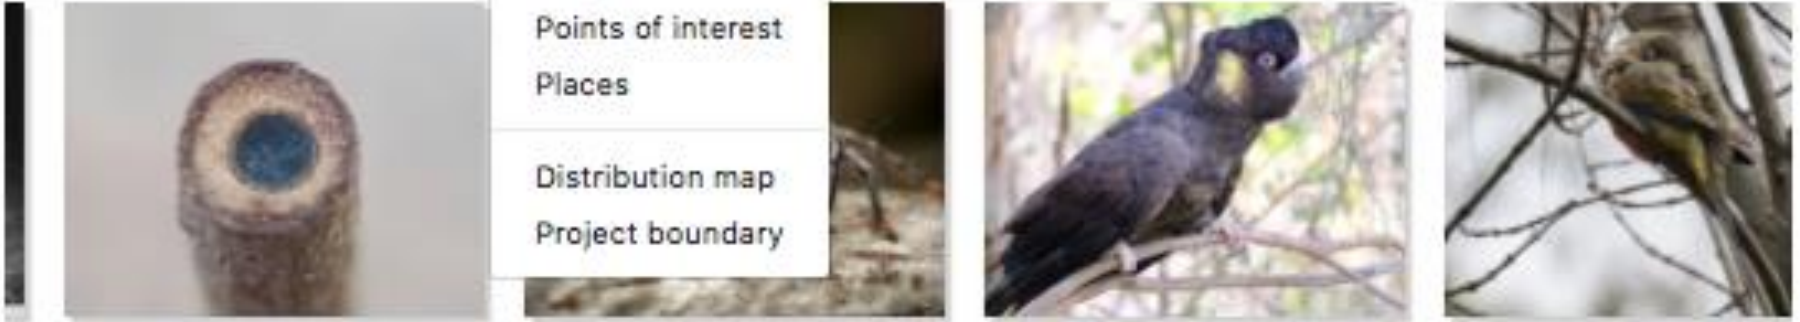 Points of interest
Places
Distribution map
Project boundary